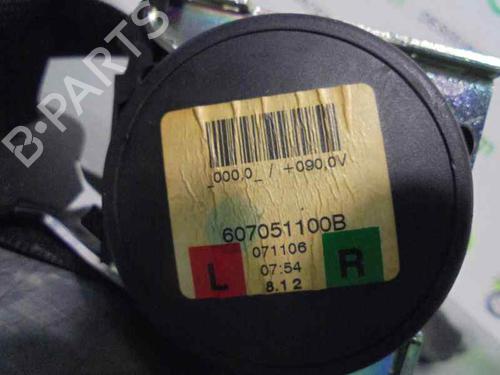 B-PARTS
_000,0_ / +090,0V
607051100B
071106
L
R
07:54
8.12